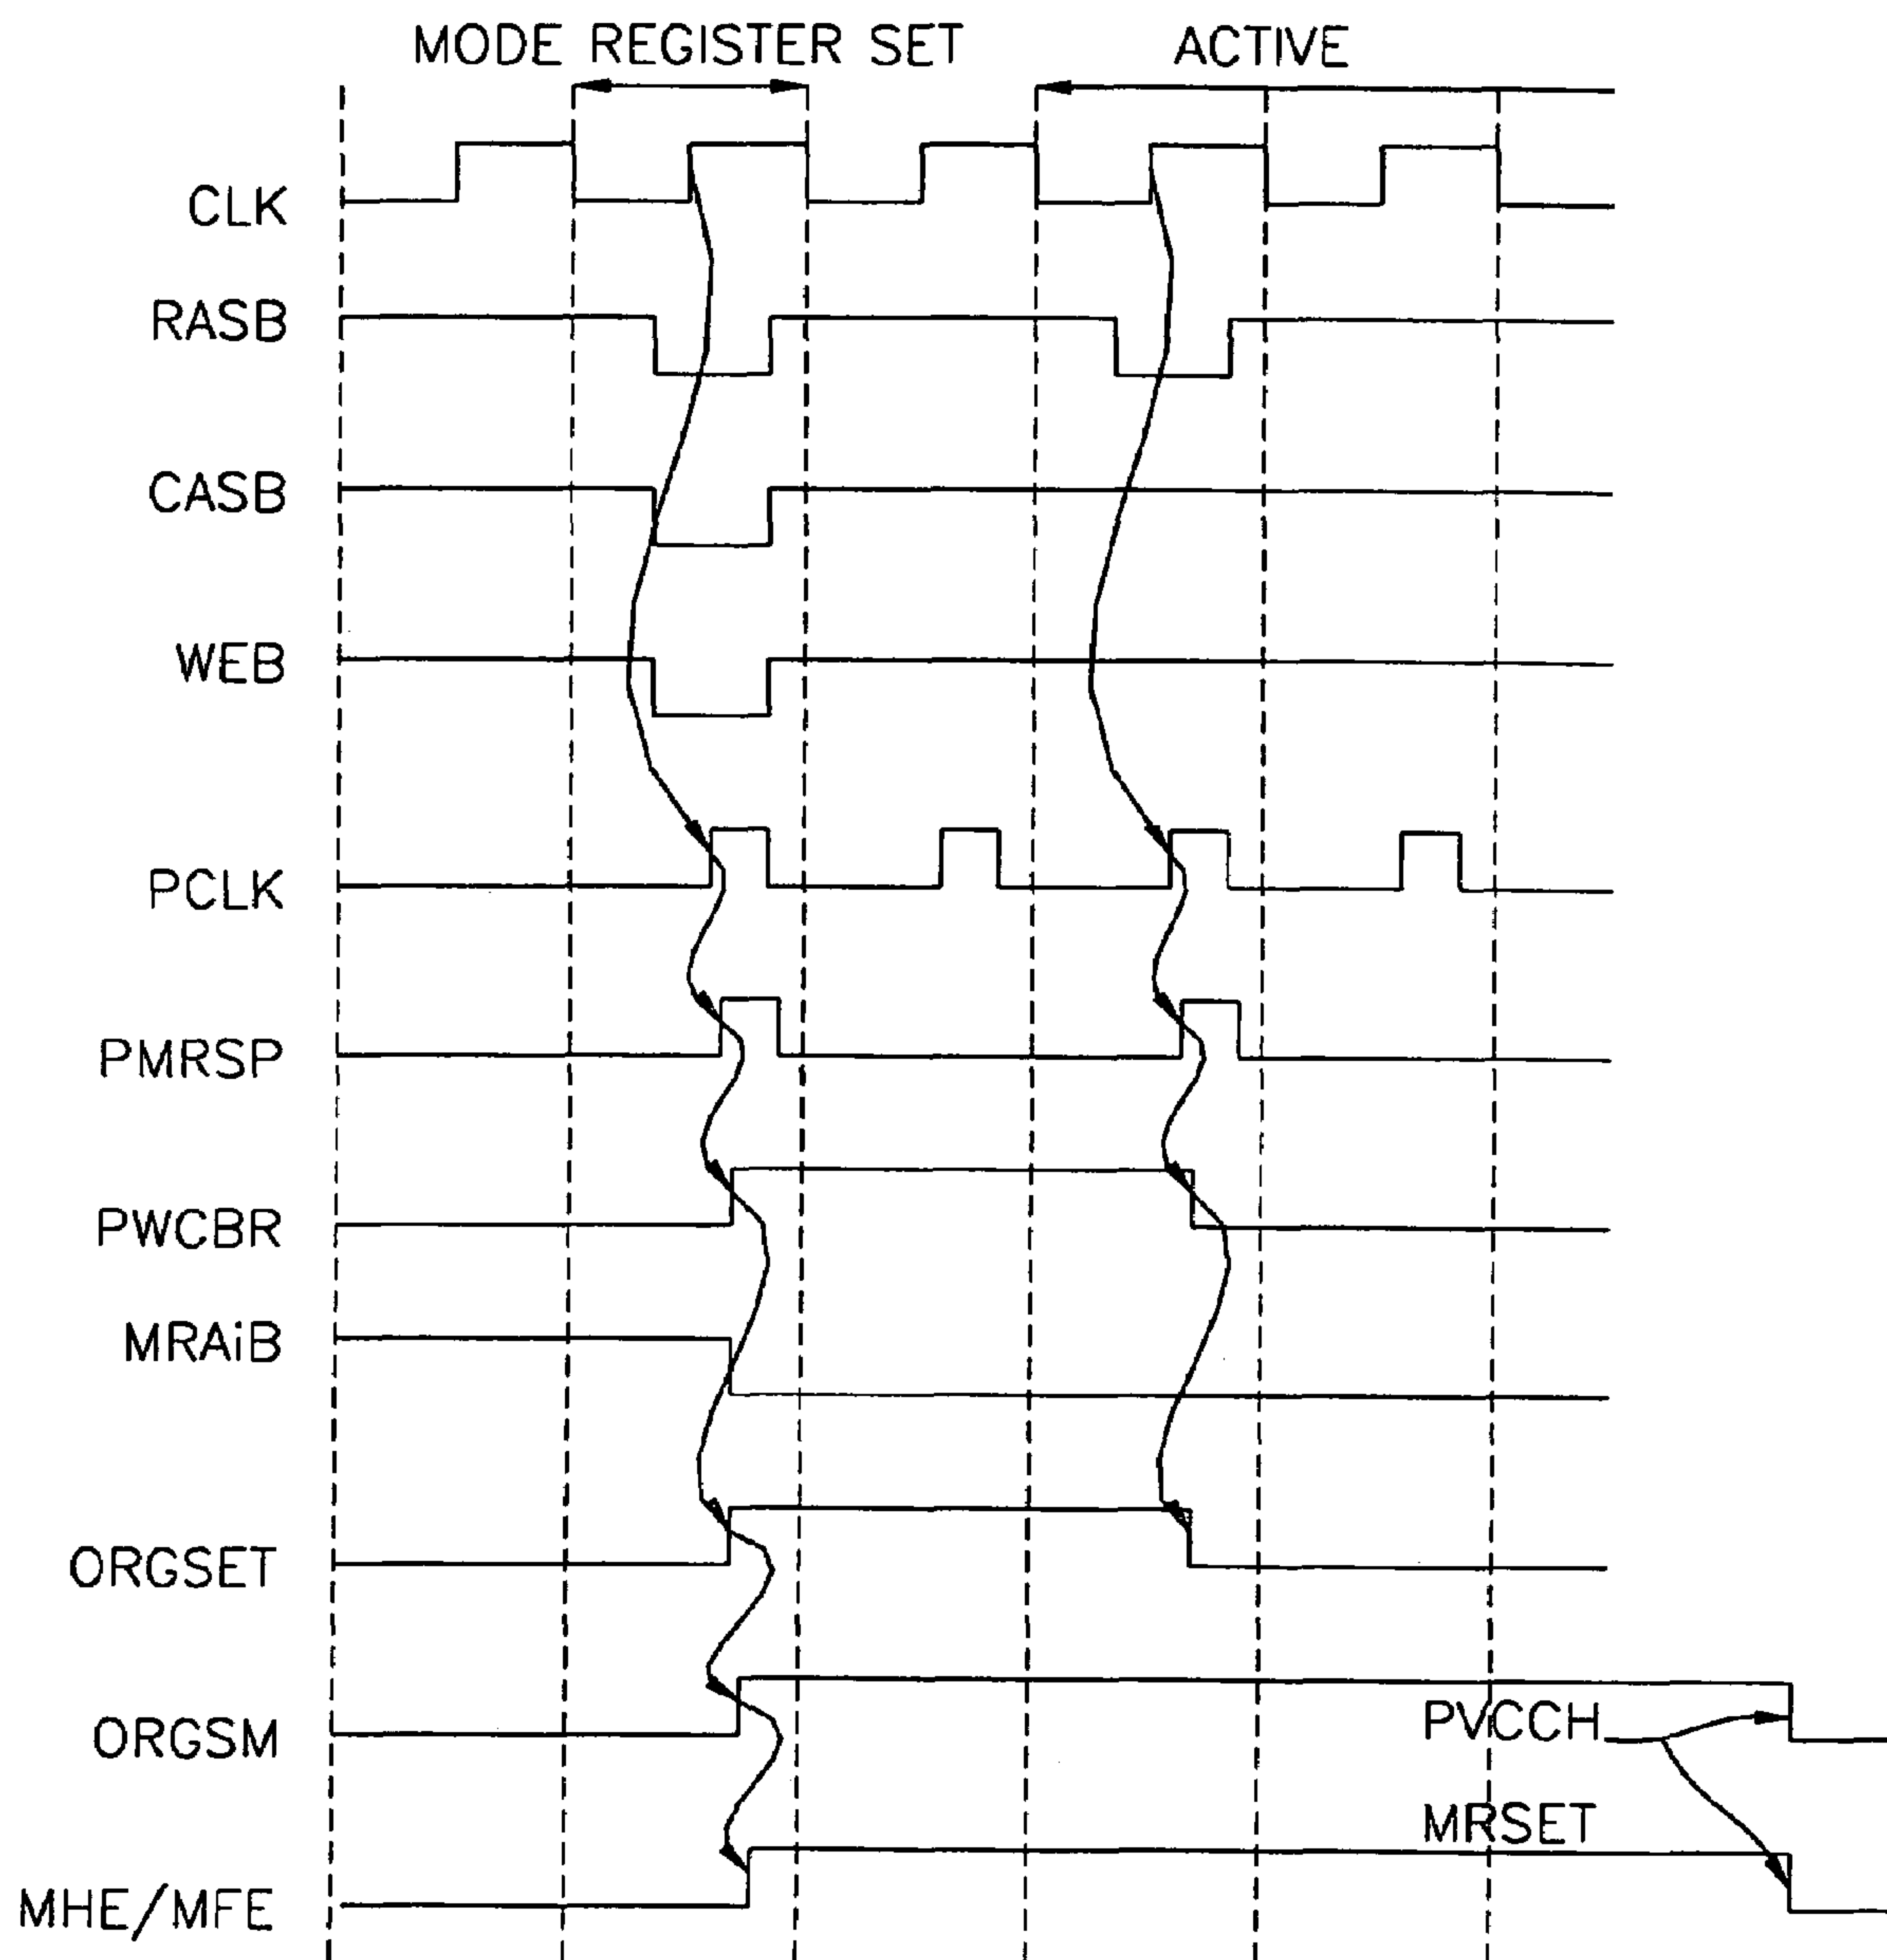 MODE REGISTER SET
ACTIVE
CLK
RASB
CASB
WEB
PCLK
PMRSP
PWCBR
MRAiB
ORGSET
ORGSM
PVCCH
MRSET
MHE/MFE